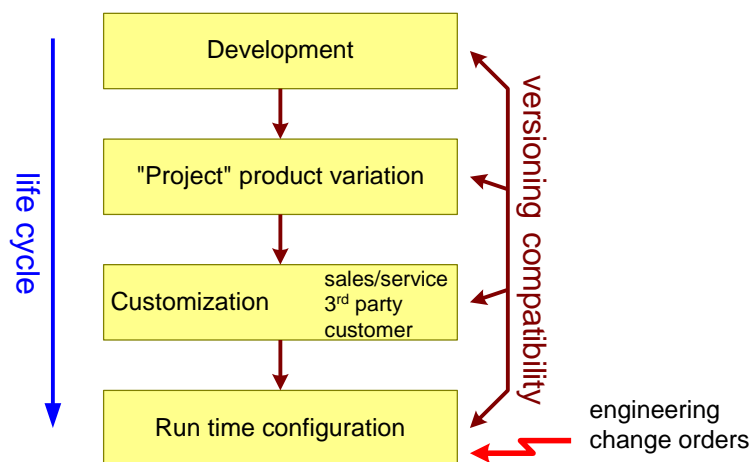 Development
"Project" product variation
Customization
sales/service
3rd party
customer
Run time configuration
life cycle
versioning compatibility
engineering
change orders